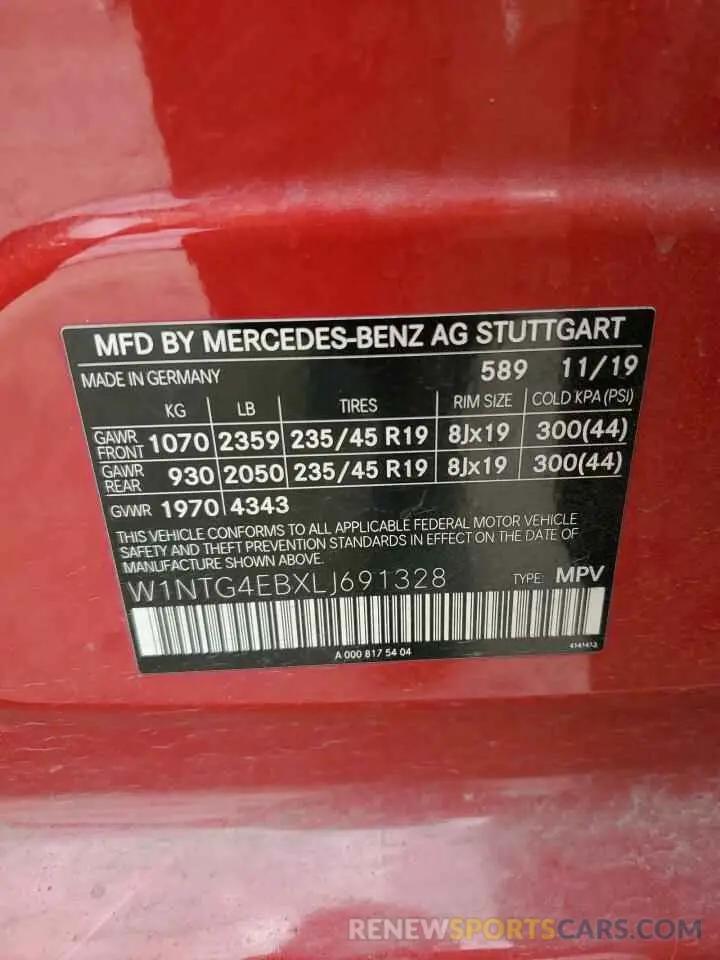 MFD BY MERCEDES-BENZ AG STUTTGART
MADE IN GERMANY 589 11/19
KG LB TIRES RIM SIZE COLD KPA (PSI)
GAWR FRONT 1070 2359 235/45 R19 8Jx19 300(44)
GAWR REAR 930 2050 235/45 R19 8Jx19 300(44)
GVWR 1970 4343
THIS VEHICLE CONFORMS TO ALL APPLICABLE FEDERAL MOTOR VEHICLE
SAFETY AND THEFT PREVENTION STANDARDS IN EFFECT ON THE DATE OF
MANUFACTURE SHOWN ABOVE.
W1NTG4EBXLJ691328 TYPE: MPV
A 000 817 54 04
RENEWSPORTSCARS.COM